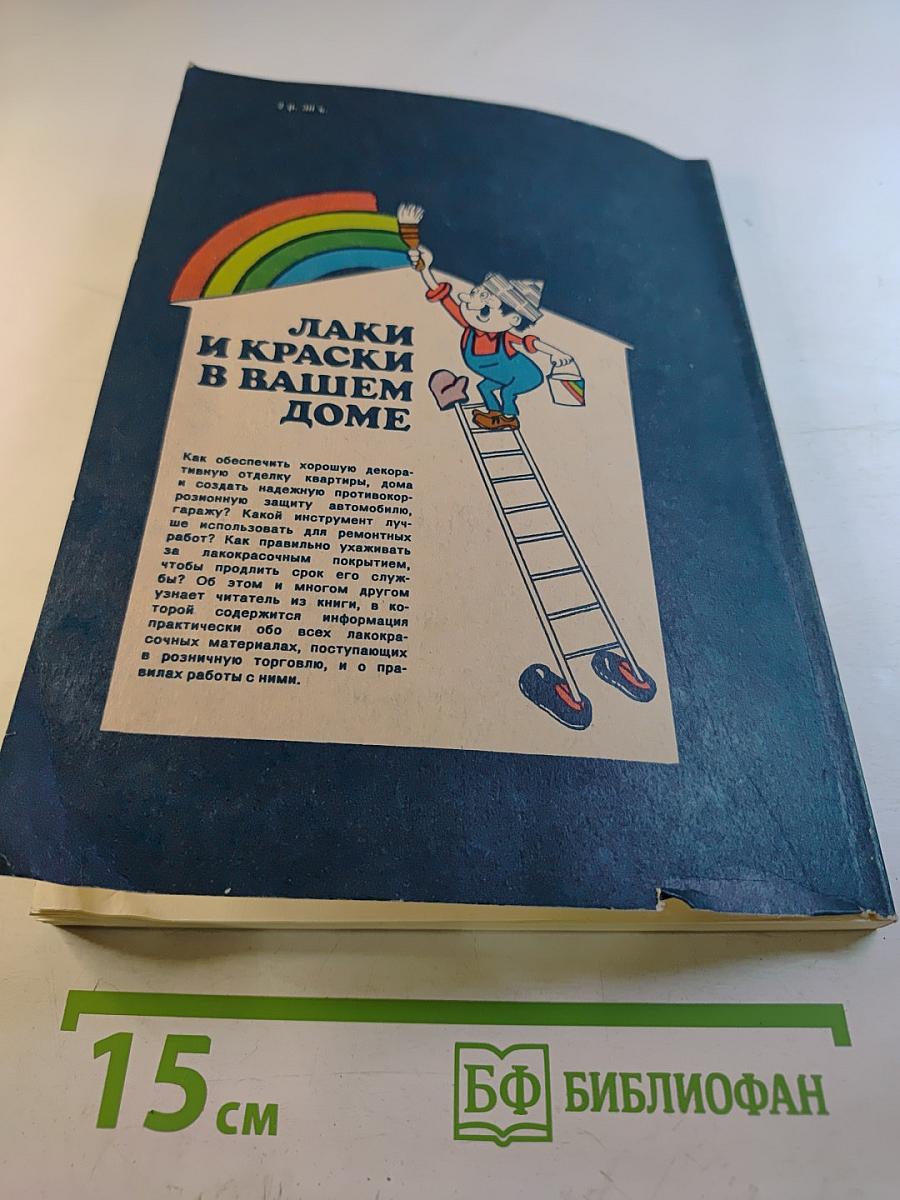 ЛАКИ
И КРАСКИ
В ВАШЕМ
ДОМЕ
Как обеспечить хорошую декора-
тивную отделку квартиры, дома
и создать надежную противокор-
розионную защиту автомобилю,
гаражу? Какой инструмент луч-
ше использовать для ремонтных
работ? Как правильно ухаживать
за лакокрасочным покрытием,
чтобы продлить срок его служ-
бы? Об этом и многом другом
узнает читатель из книги, в ко-
торой содержится информация
практически обо всех лакокра-
сочных материалах, поступающих
в розничную торговлю, и о пра-
вилах работы с ними.
15 см
БФ БИБЛИОФАН